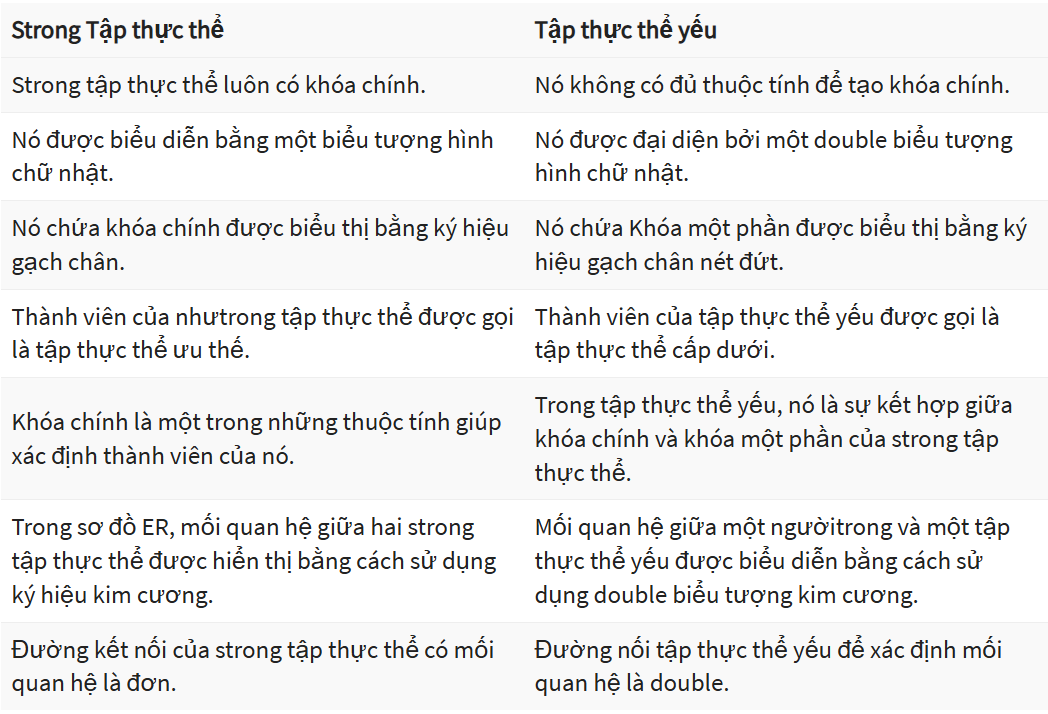 Strong Tập thực thể
Tập thực thể yếu
Strong tập thực thể luôn có khóa chính.
Nó không có đủ thuộc tính để tạo khóa chính.
Nó được biểu diễn bằng một biểu tượng hình
chữ nhật.
Nó được đại diện bởi một double biểu tượng
hình chữ nhật.
Nó chứa khóa chính được biểu thị bằng ký hiệu
gạch chân.
Nó chứa Khóa một phần được biểu thị bằng ký
hiệu gạch chân nét đứt.
Thành viên của nhưtrong tập thực thể được gọi
là tập thực thể ưu thế.
Thành viên của tập thực thể yếu được gọi là
tập thực thể cấp dưới.
Khóa chính là một trong những thuộc tính giúp
xác định thành viên của nó.
Trong tập thực thể yếu, nó là sự kết hợp giữa
khóa chính và khóa một phần của strong tập
thực thể.
Trong sơ đồ ER, mối quan hệ giữa hai strong
tập thực thể được hiển thị bằng cách sử dụng
ký hiệu kim cương.
Mối quan hệ giữa một ngườitrong và một tập
thực thể yếu được biểu diễn bằng cách sử
dụng double biểu tượng kim cương.
Đường kết nối của strong tập thực thể có mối
quan hệ là đơn.
Đường nối tập thực thể yếu để xác định mối
quan hệ là double.